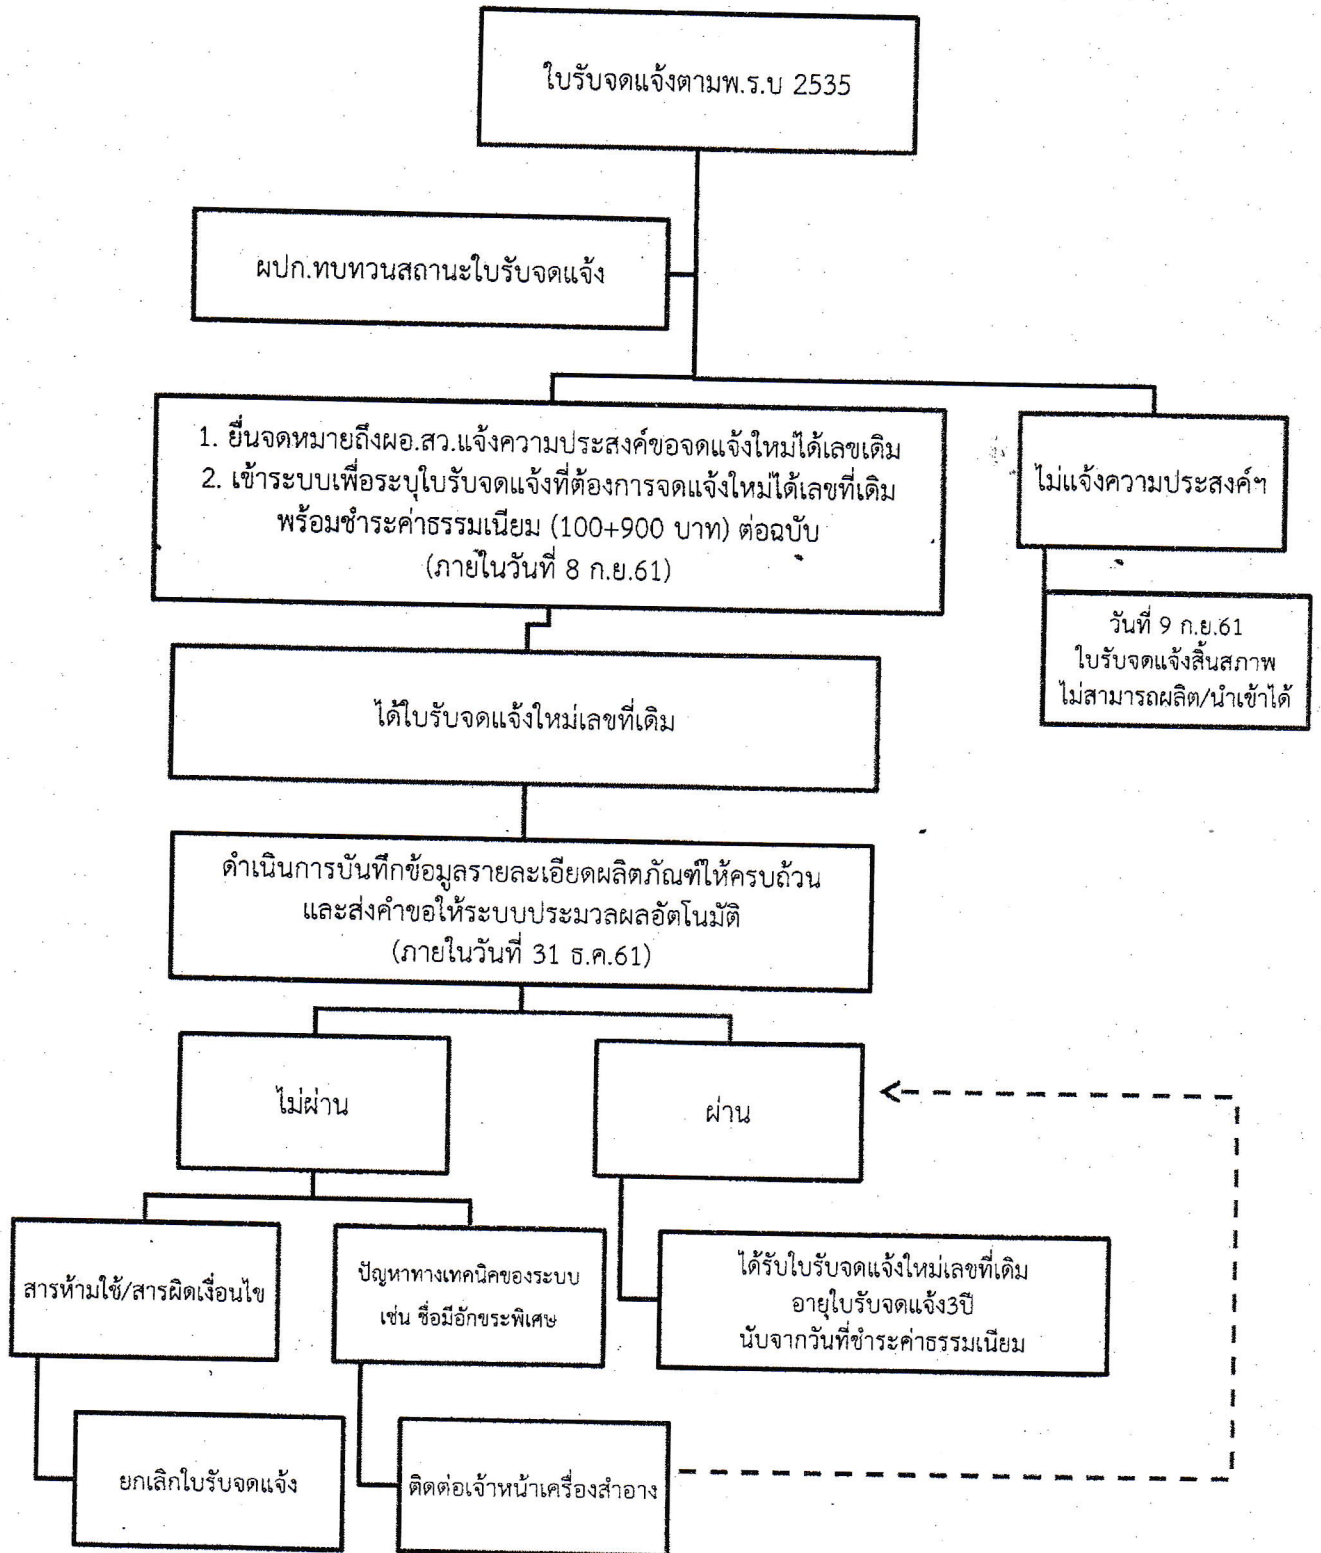 ใบรับจดแจ้งตามพ.ร.บ 2535
ผปก.ทบทวนสถานะใบรับจดแจ้ง
1. ยื่นจดหมายถึงผอ.สว.แจ้งความประสงค์ขอจดแจ้งใหม่ได้เลขเดิม
2. เข้าระบบเพื่อระบุใบรับจดแจ้งที่ต้องการจดแจ้งใหม่ได้เลขที่เดิม
พร้อมชำระค่าธรรมเนียม (100+900 บาท) ต่อฉบับ
(ภายในวันที่ 8 ก.ย.61)
ไม่แจ้งความประสงค์ฯ
วันที่ 9 ก.ย.61
ใบรับจดแจ้งสิ้นสภาพ
ไม่สามารถผลิต/นำเข้าได้
ได้ใบรับจดแจ้งใหม่เลขที่เดิม
ดำเนินการบันทึกข้อมูลรายละเอียดผลิตภัณฑ์ให้ครบถ้วน
และส่งคำขอให้ระบบประมวลผลอัตโนมัติ
(ภายในวันที่ 31 ธ.ค.61)
ไม่ผ่าน
ผ่าน
สารห้ามใช้/สารผิดเงื่อนไข
ปัญหาทางเทคนิคของระบบ
เช่น ชื่อมีอักขระพิเศษ
ได้รับใบรับจดแจ้งใหม่เลขที่เดิม
อายุใบรับจดแจ้ง3ปี
นับจากวันที่ชำระค่าธรรมเนียม
ยกเลิกใบรับจดแจ้ง
ติดต่อเจ้าหน้าเครื่องสำอาง